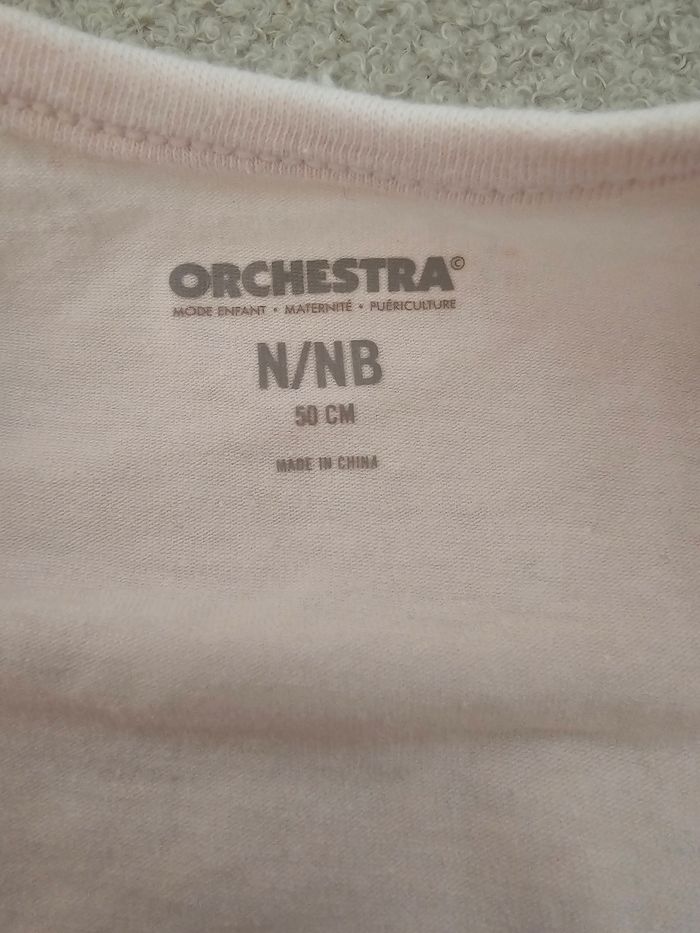 ORCHESTRA©
MODE ENFANT • MATERNITÉ • PUÉRICULTURE
N/NB
50 CM
MADE IN CHINA